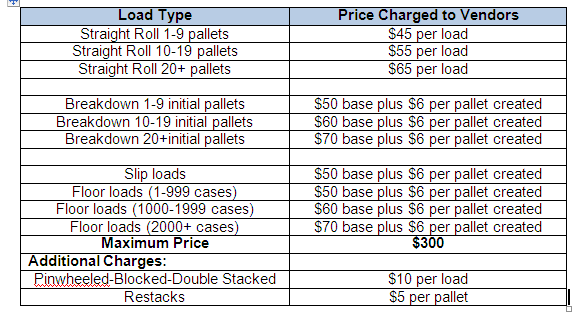 Load Type Price Charged to Vendors
Straight Roll 1-9 pallets $45 per load
Straight Roll 10-19 pallets $55 per load
Straight Roll 20+ pallets $65 per load
Breakdown 1-9 initial pallets $50 base plus $6 per pallet created
Breakdown 10-19 initial pallets $60 base plus $6 per pallet created
Breakdown 20+initial pallets $70 base plus $6 per pallet created
Slip loads $50 base plus $6 per pallet created
Floor loads (1-999 cases) $50 base plus $6 per pallet created
Floor loads (1000-1999 cases) $60 base plus $6 per pallet created
Floor loads (2000+ cases) $70 base plus $6 per pallet created
Maximum Price $300
Additional Charges:
Pinwheeled-Blocked-Double Stacked $10 per load
Restacks $5 per pallet